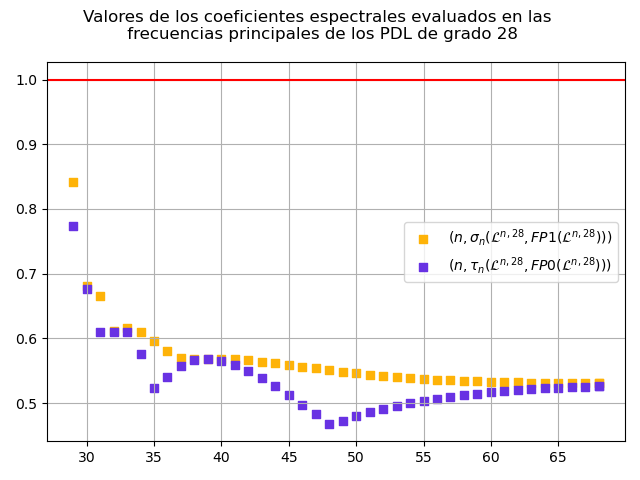 Valores de los coeficientes espectrales evaluados en las
frecuencias principales de los PDL de grado 28
1.0
0.9
0.8
0.7
0.6
0.5
(n, σₙ(ℒⁿ,²⁸, FP1(ℒⁿ,²⁸)))
(n, τₙ(ℒⁿ,²⁸, FP0(ℒⁿ,²⁸)))
30 35 40 45 50 55 60 65